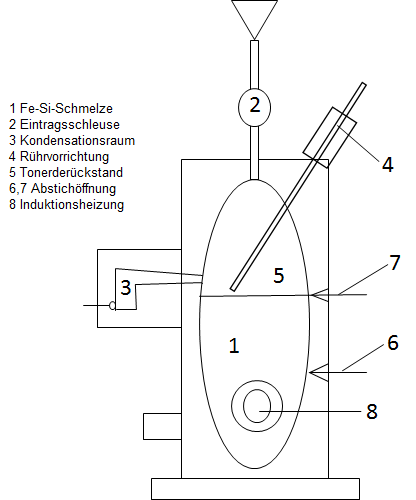 1 Fe-Si-Schmelze
2 Eintragsschleuse
3 Kondensationsraum
4 Rührvorrichtung
5 Tonerderückstand
6,7 Abstichöffnung
8 Induktionsheizung
2
4
5
7
3
1
6
8